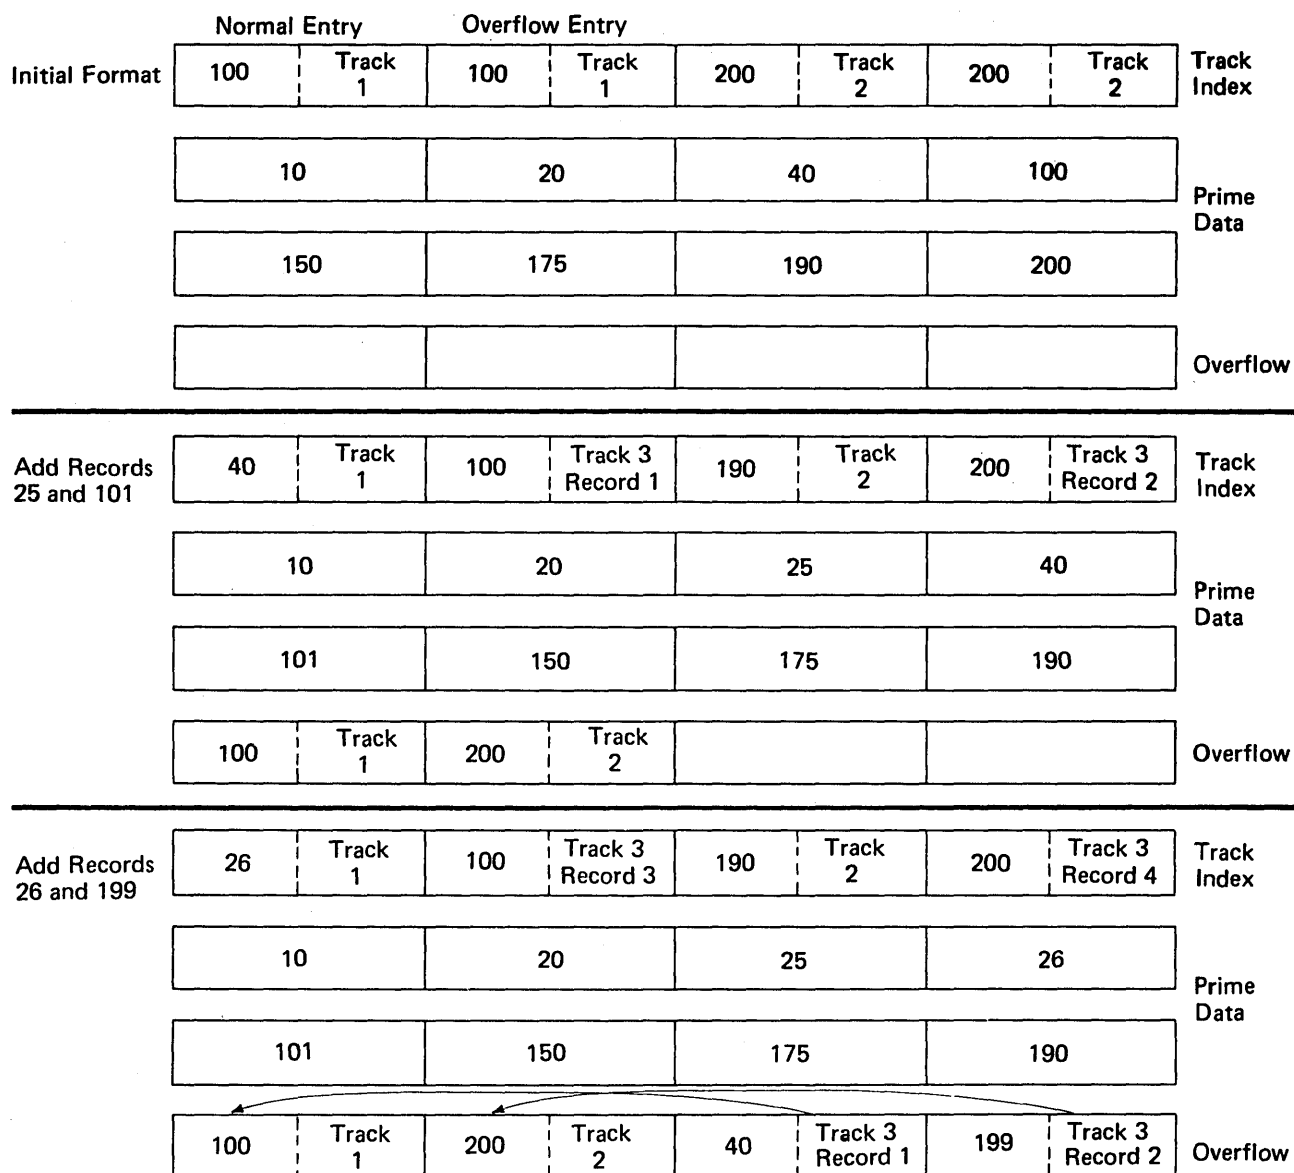 Normal Entry Overflow Entry
Initial Format 100 Track 1 100 Track 1 200 Track 2 200 Track 2 Track Index
10 20 40 100
Prime Data
150 175 190 200
Overflow
Add Records 25 and 101 40 Track 1 100 Track 3 Record 1 190 Track 2 200 Track 3 Record 2 Track Index
10 20 25 40
Prime Data
101 150 175 190
100 Track 1 200 Track 2 Overflow
Add Records 26 and 199 26 Track 1 100 Track 3 Record 3 190 Track 2 200 Track 3 Record 4 Track Index
10 20 25 26
Prime Data
101 150 175 190
100 Track 1 200 Track 2 40 Track 3 Record 1 199 Track 3 Record 2 Overflow